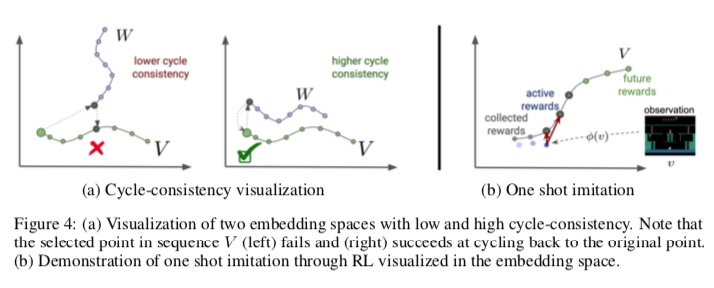 W
lower cycle
consistency
V
higher cycle
consistency
W
V
V
future
rewards
active
rewards
collected
rewards
ϕ(v)
observation
v
(a) Cycle-consistency visualization
(b) One shot imitation
Figure 4: (a) Visualization of two embedding spaces with low and high cycle-consistency. Note that
the selected point in sequence V (left) fails and (right) succeeds at cycling back to the original point.
(b) Demonstration of one shot imitation through RL visualized in the embedding space.